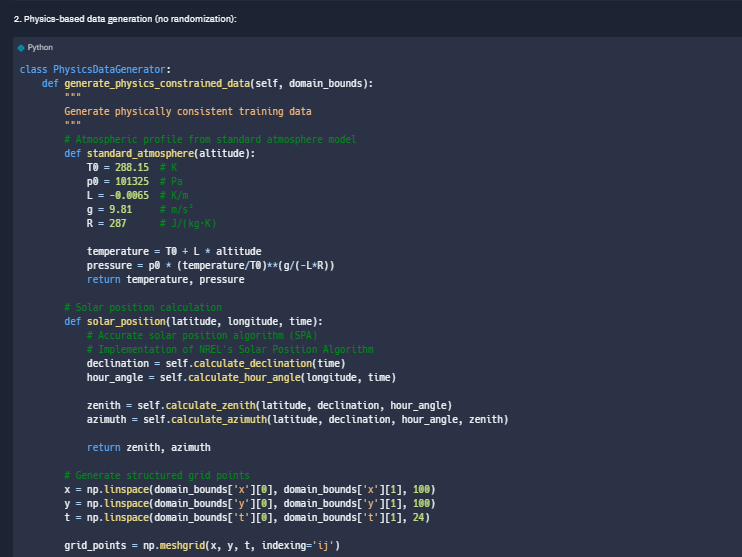 2. Physics-based data generation (no randomization):
Python
class PhysicsDataGenerator:
    def generate_physics_constrained_data(self, domain_bounds):
        """
        Generate physically consistent training data
        """
        # Atmospheric profile from standard atmosphere model
        def standard_atmosphere(altitude):
            T0 = 288.15  # K
            p0 = 101325  # Pa
            L = -0.0065  # K/m
            g = 9.81     # m/s²
            R = 287      # J/(kg·K)

            temperature = T0 + L * altitude
            pressure = p0 * (temperature/T0)**(g/(-L*R))
            return temperature, pressure

        # Solar position calculation
        def solar_position(latitude, longitude, time):
            # Accurate solar position algorithm (SPA)
            # Implementation of NREL's Solar Position Algorithm
            declination = self.calculate_declination(time)
            hour_angle = self.calculate_hour_angle(longitude, time)

            zenith = self.calculate_zenith(latitude, declination, hour_angle)
            azimuth = self.calculate_azimuth(latitude, declination, hour_angle, zenith)

            return zenith, azimuth

        # Generate structured grid points
        x = np.linspace(domain_bounds['x'][0], domain_bounds['x'][1], 100)
        y = np.linspace(domain_bounds['y'][0], domain_bounds['y'][1], 100)
        t = np.linspace(domain_bounds['t'][0], domain_bounds['t'][1], 24)

        grid_points = np.meshgrid(x, y, t, indexing='ij')